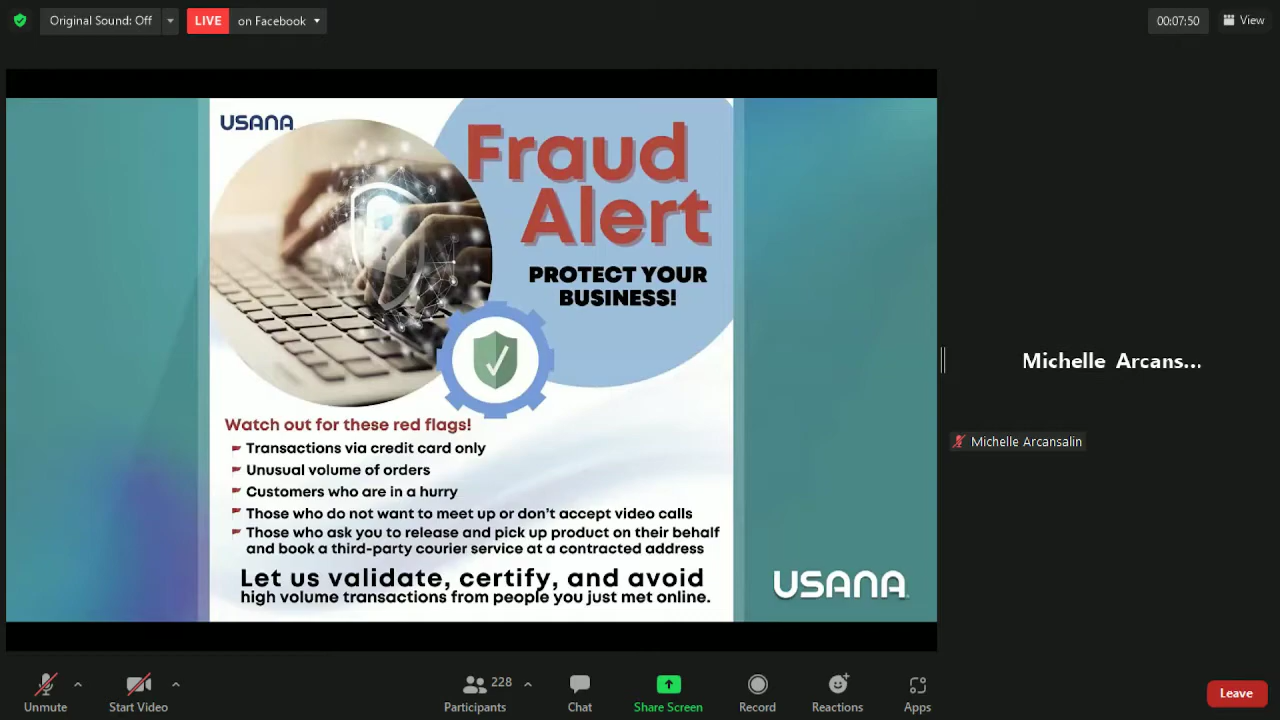 Original Sound: Off
LIVE on Facebook
00:07:50
View
USANA
Fraud
Alert
PROTECT YOUR
BUSINESS!
Watch out for these red flags!
Transactions via credit card only
Unusual volume of orders
Customers who are in a hurry
Those who do not want to meet up or don't accept video calls
Those who ask you to release and pick up product on their behalf
and book a third-party courier service at a contracted address
Let us validate, certify, and avoid
high volume transactions from people you just met online.
USANA
Michelle Arcans...
Michelle Arcansalin
Unmute
Start Video
228
Participants
Chat
Share Screen
Record
Reactions
Apps
Leave